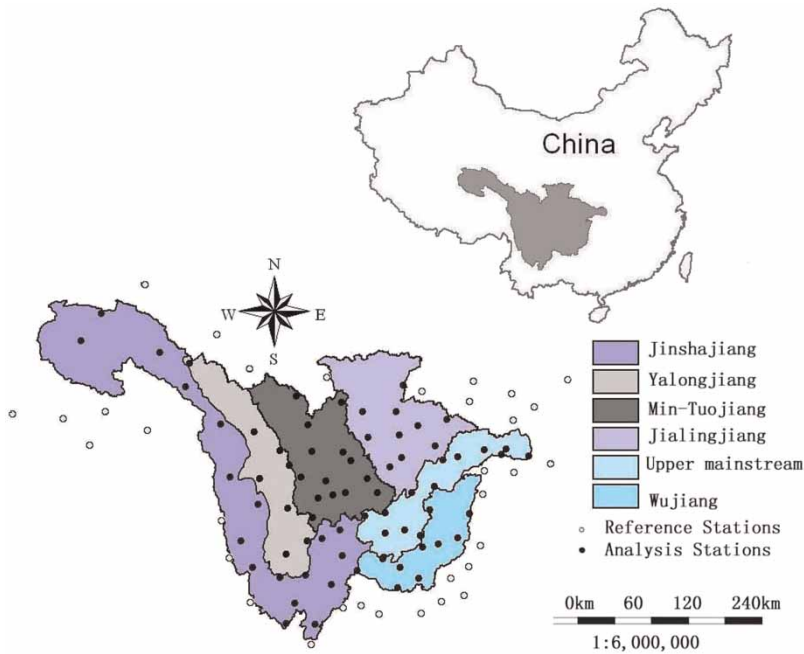 China
N
W E
S
Jinshajiang
Yalongjiang
Min-Tuojiang
Jialingjiang
Upper mainstream
Wujiang
Reference Stations
Analysis Stations
0km 60 120 240km
1:6,000,000